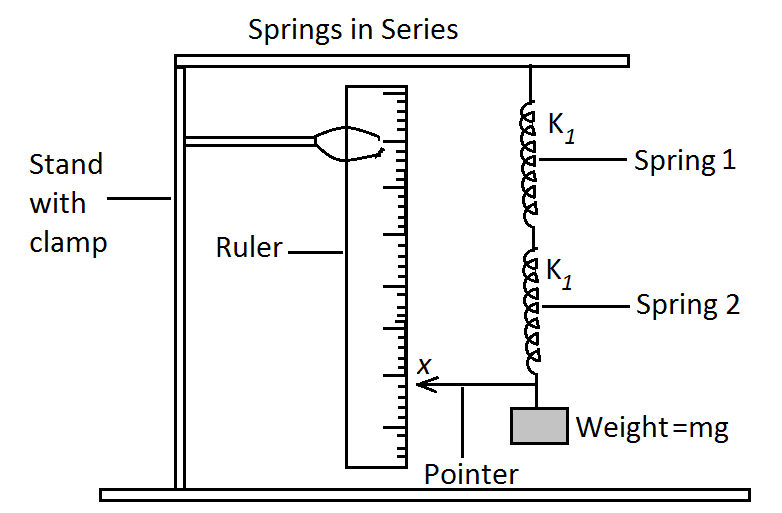 Springs in Series
K1
Spring 1
Stand
with
clamp
Ruler
K1
Spring 2
x
Weight=mg
Pointer